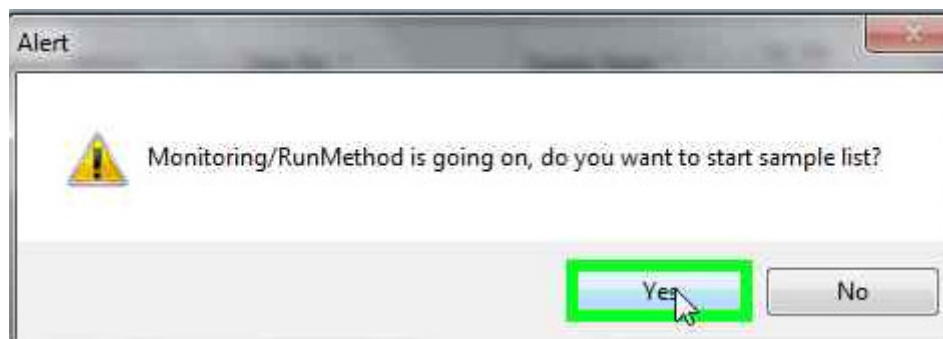 Alert
Monitoring/RunMethod is going on, do you want to start sample list?
Yes No